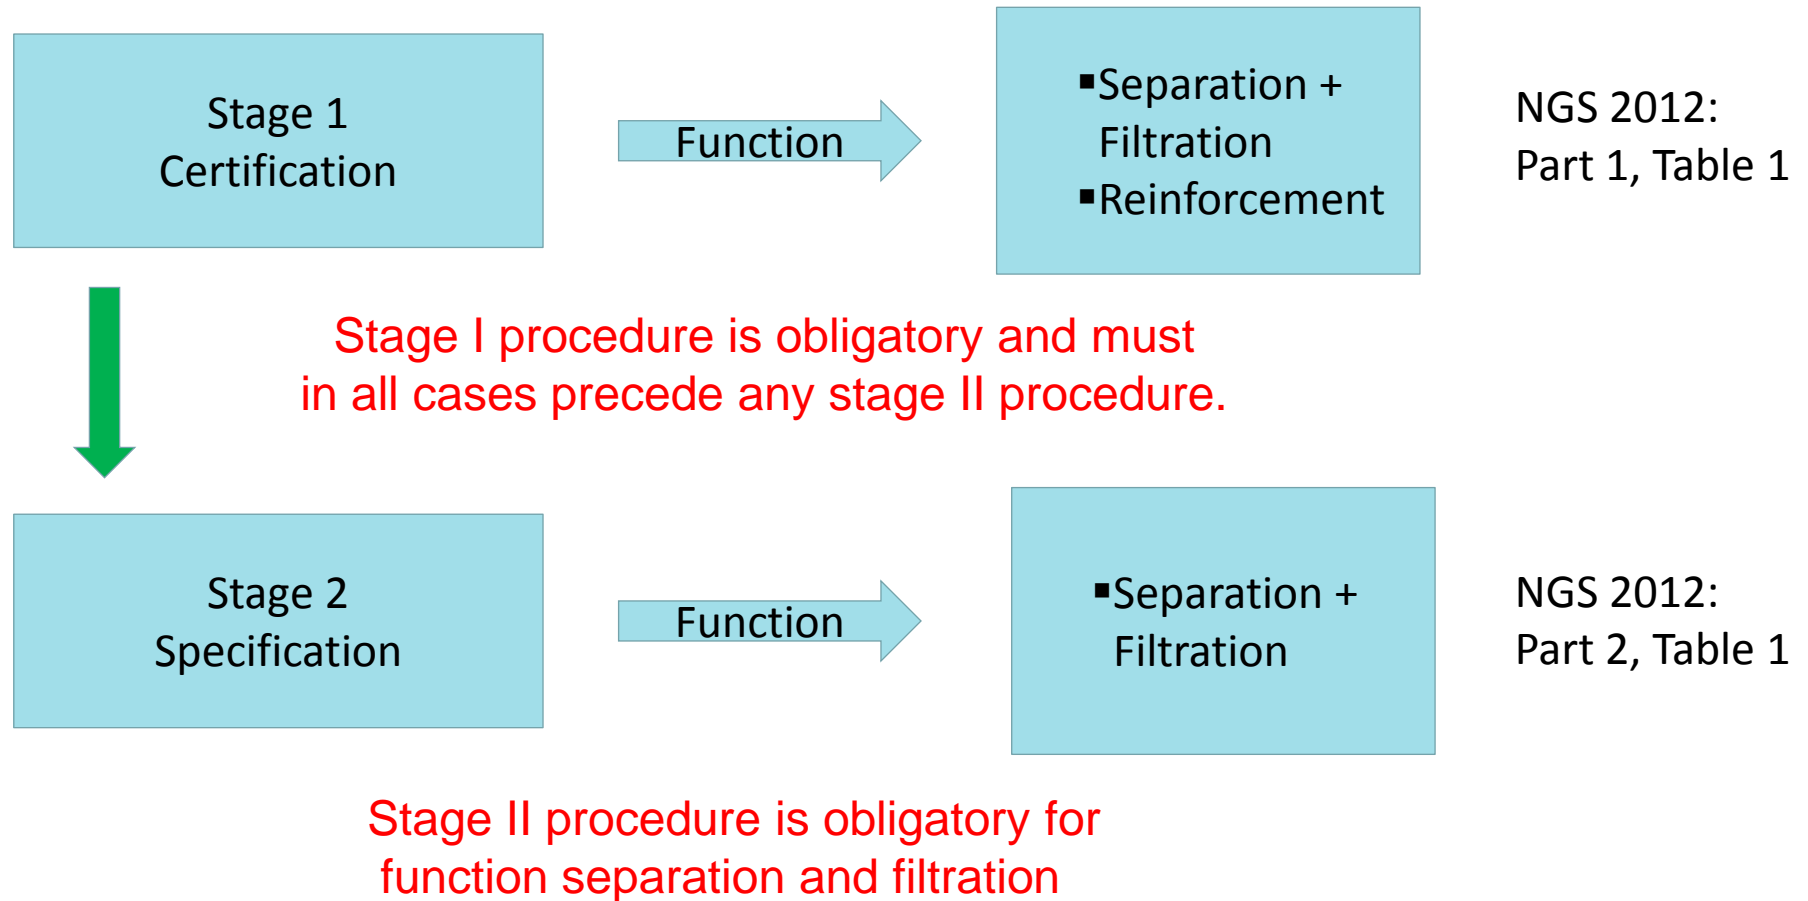 Stage 1
Certification
Function
▪Separation +
Filtration
▪Reinforcement
NGS 2012:
Part 1, Table 1
Stage I procedure is obligatory and must
in all cases precede any stage II procedure.
Stage 2
Specification
Function
▪Separation +
Filtration
NGS 2012:
Part 2, Table 1
Stage II procedure is obligatory for
function separation and filtration